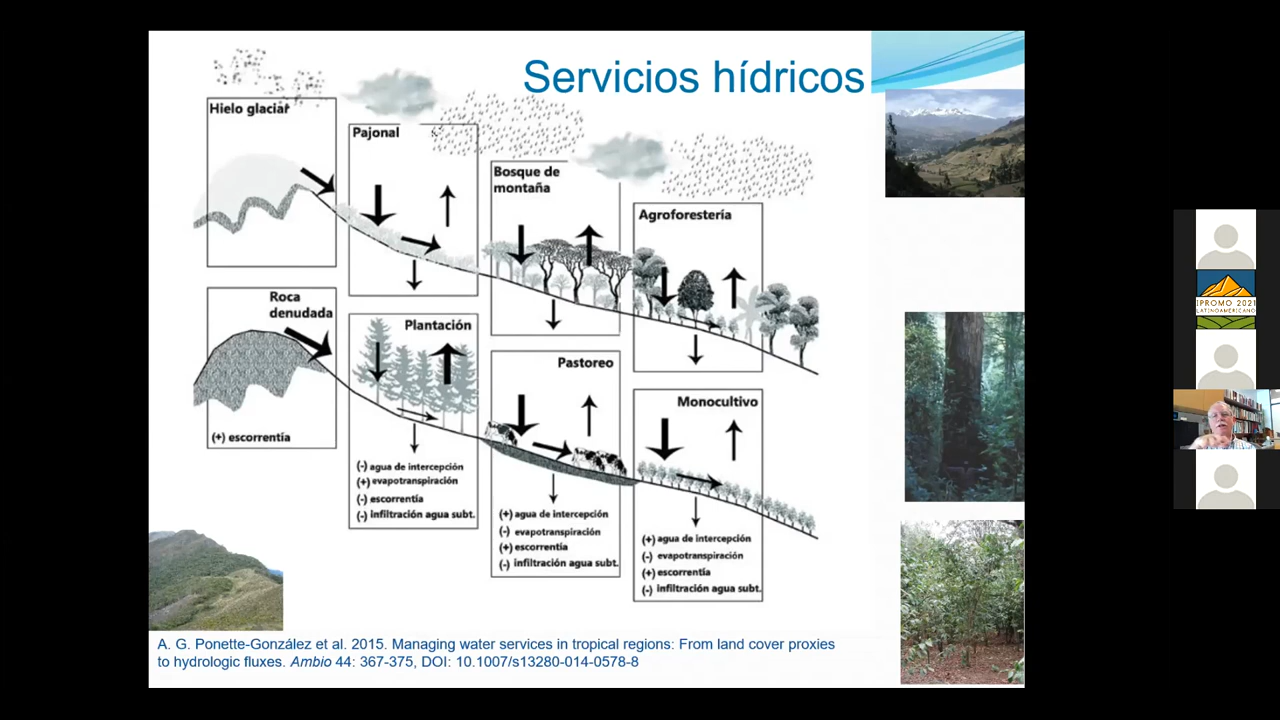 Servicios hídricos
Hielo glaciar
Pajonal
Bosque de
montaña
Agroforestería
Roca
denudada
Plantación
Pastoreo
Monocultivo
(+) escorrentía
(-) agua de intercepción
(+) evapotranspiración
(-) escorrentía
(-) infiltración agua subt.
(+) agua de intercepción
(-) evapotranspiración
(+) escorrentía
(-) infiltración agua subt.
(+) agua de intercepción
(-) evapotranspiración
(+) escorrentía
(-) infiltración agua subt.
A. G. Ponette-González et al. 2015. Managing water services in tropical regions: From land cover proxies
to hydrologic fluxes. Ambio 44: 367-375, DOI: 10.1007/s13280-014-0578-8
IPROMO 2021
LATINOAMERICANO